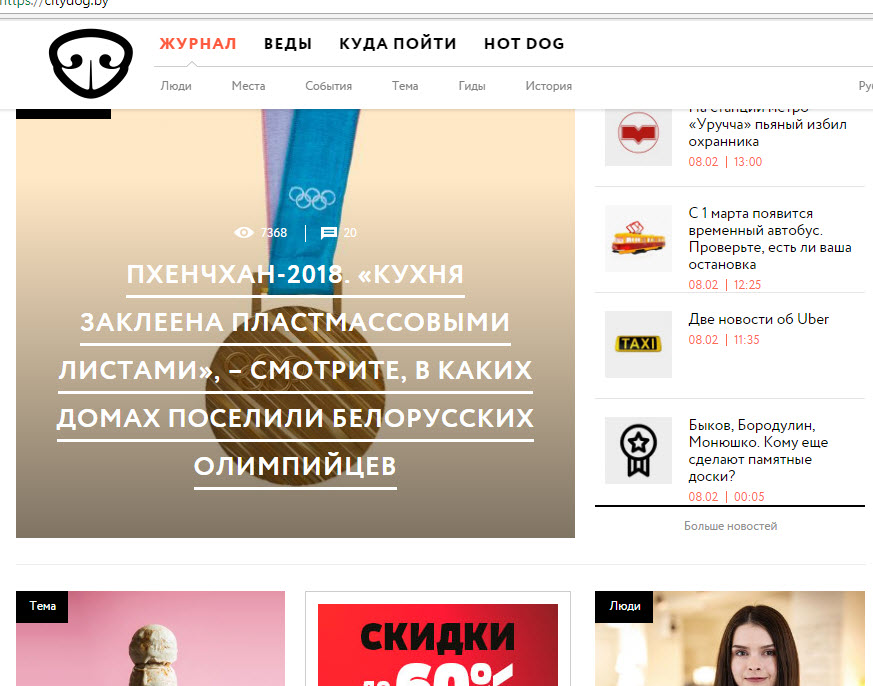 https://citydog.by
ЖУРНАЛ ВЕДЫ КУДА ПОЙТИ HOT DOG
Люди Места События Тема Гиды История
7368 20
ПХЕНЧХАН-2018. «КУХНЯ
ЗАКЛЕЕНА ПЛАСТМАССОВЫМИ
ЛИСТАМИ», – СМОТРИТЕ, В КАКИХ
ДОМАХ ПОСЕЛИЛИ БЕЛОРУССКИХ
ОЛИМПИЙЦЕВ
На станции метро
«Уручча» пьяный избил
охранника
08.02 | 13:00
С 1 марта появится
временный автобус.
Проверьте, есть ли ваша
остановка
08.02 | 12:25
TAXI
Две новости об Uber
08.02 | 11:35
Быков, Бородулин,
Монюшко. Кому еще
сделают памятные
доски?
08.02 | 00:05
Больше новостей
Тема
СКИДКИ
до 60%
Люди